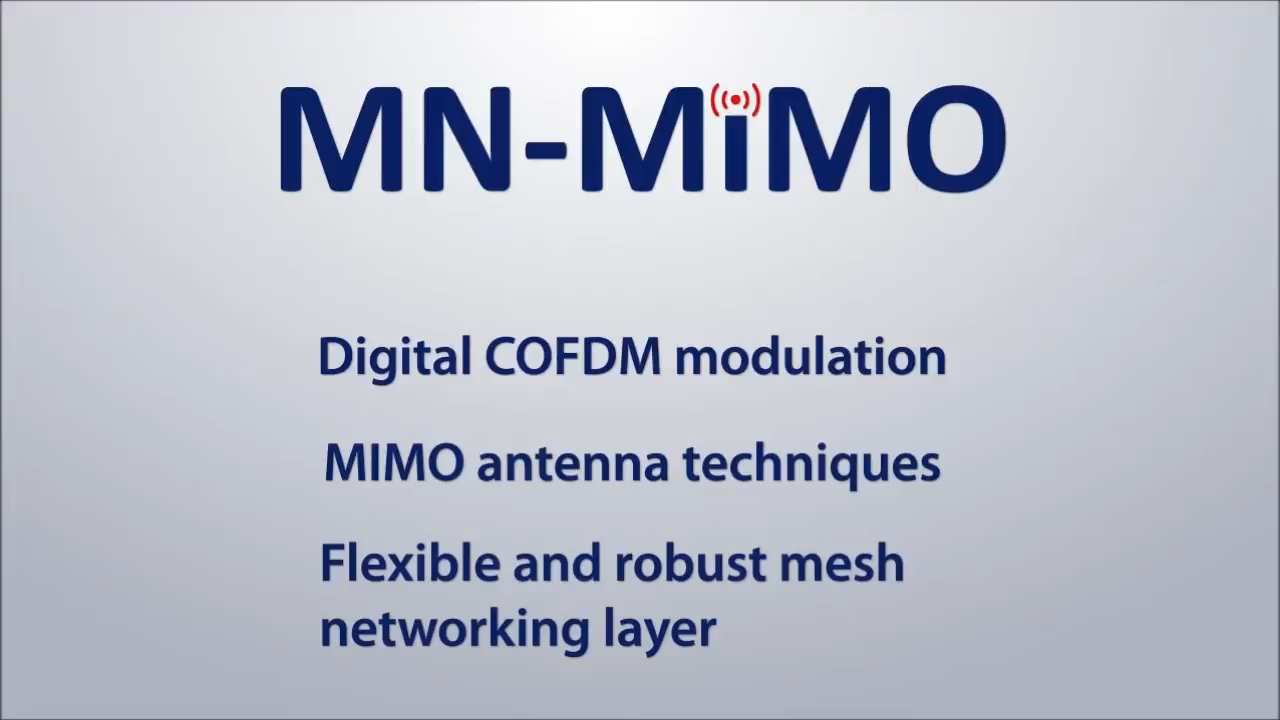 MN-MiMO
Digital COFDM modulation
MIMO antenna techniques
Flexible and robust mesh
networking layer